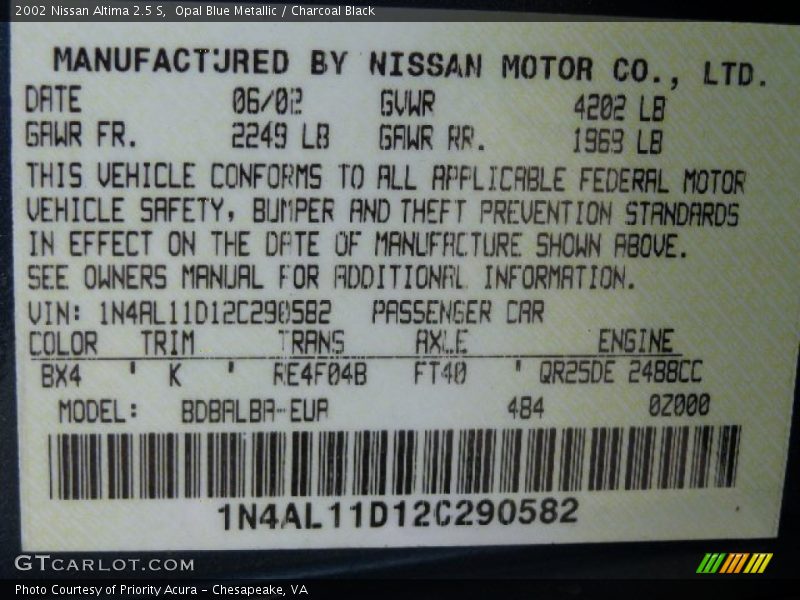 2002 Nissan Altima 2.5 S,  Opal Blue Metallic / Charcoal Black
MANUFACTURED BY NISSAN MOTOR CO., LTD.
DATE 06/02 GVWR 4202 LB
GAWR FR. 2249 LB GAWR RR. 1969 LB
THIS VEHICLE CONFORMS TO ALL APPLICABLE FEDERAL MOTOR
VEHICLE SAFETY, BUMPER AND THEFT PREVENTION STANDARDS
IN EFFECT ON THE DATE OF MANUFACTURE SHOWN ABOVE.
SEE OWNERS MANUAL FOR ADDITIONAL INFORMATION.
VIN: 1N4AL11D12C290582 PASSENGER CAR
COLOR TRIM TRANS AXLE ENGINE
BX4 ' K ' RE4F04B FT40 ' QR25DE 2488CC
MODEL: BDBALBA-EUA 484 0Z000
1N4AL11D12C290582
GTCARLOT.COM
Photo Courtesy of Priority Acura - Chesapeake, VA